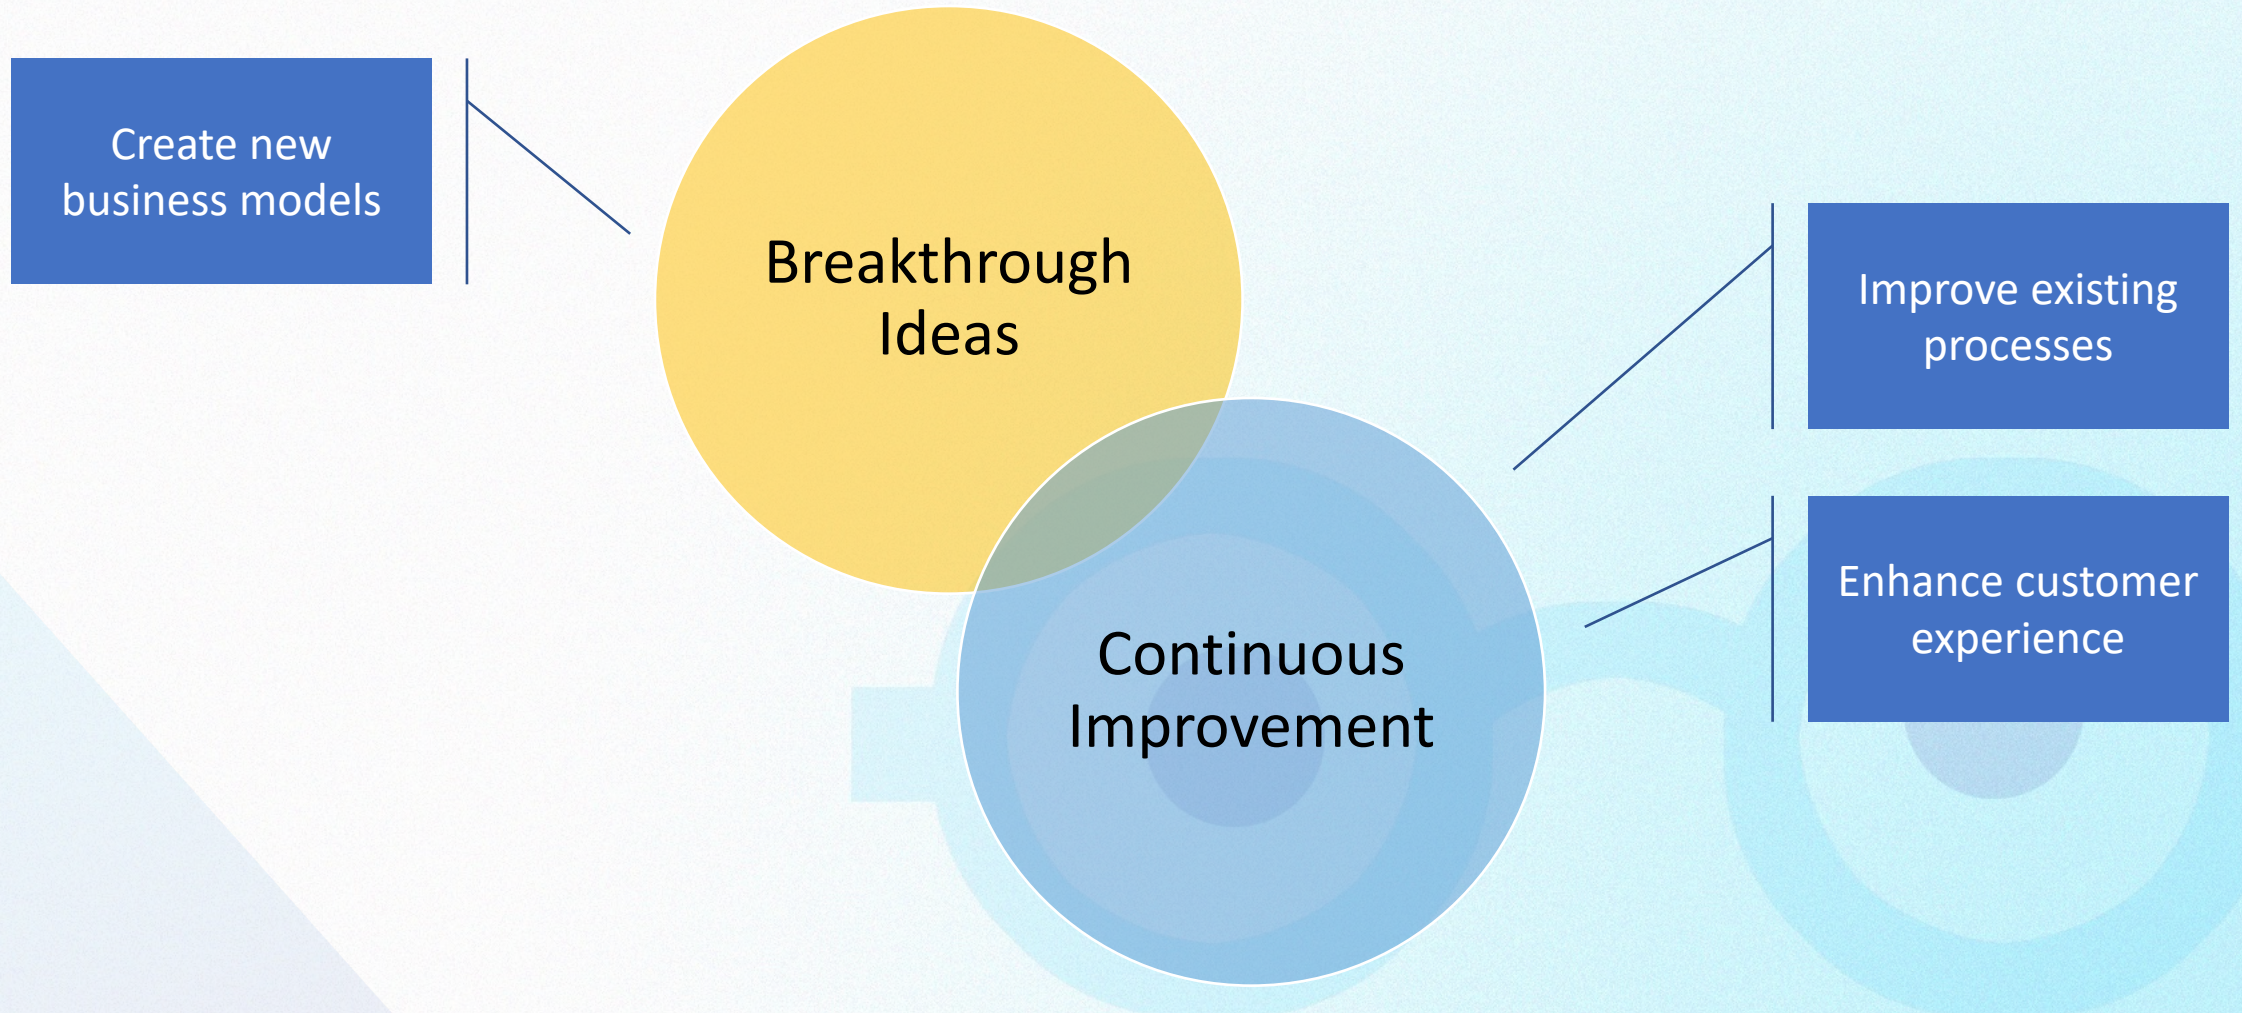 Create new
business models
Breakthrough
Ideas
Improve existing
processes
Enhance customer
experience
Continuous
Improvement